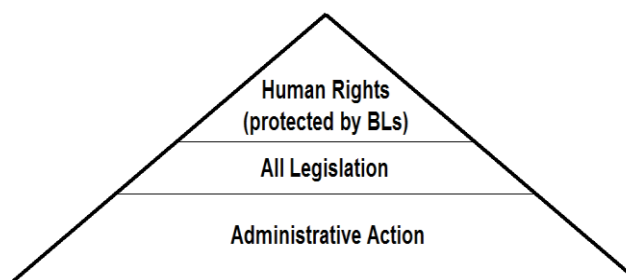 Human Rights
(protected by BLs)
All Legislation
Administrative Action